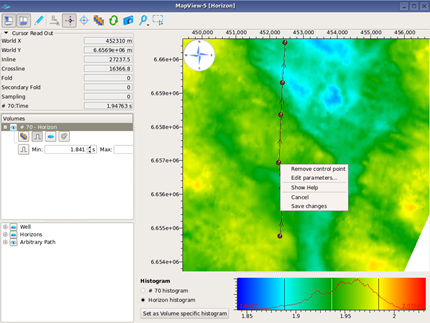 MapView-5 [Horizon]
Cursor Read Out
World X 452310 m
World Y 6.6569e+06 m
Inline 27237.5
Crossline 16366.8
Fold 0
Secondary Fold 0
Sampling 0
# 70:Time 1.94763 s
Volumes
# 70 - Horizon
Min: 1.841 s Max:
Well
Horizons
Arbitrary Path
450,000 451,000 452,000 453,000 454,000 455,000 456,000
6.66e+06
6.659e+06
6.658e+06
6.657e+06
6.656e+06
6.655e+06
6.654e+06
Remove control point
Edit parameters...
Show Help
Cancel
Save changes
Histogram
# 70 histogram
Horizon histogram
Set as Volume specific histogram
1.85 1.9 1.95 2